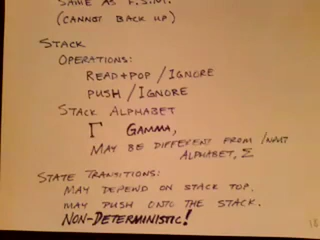 SAME AS F.S.M.
(CANNOT BACK UP)
STACK
OPERATIONS:
READ+POP / IGNORE
PUSH / IGNORE
STACK ALPHABET
Γ GAMMA,
MAY BE DIFFERENT FROM INPUT
ALPHABET, Σ
STATE TRANSITIONS:
MAY DEPEND ON STACK TOP.
MAY PUSH ONTO THE STACK.
NON-DETERMINISTIC!